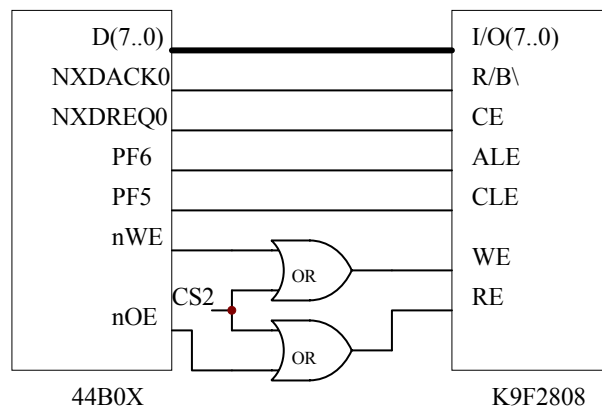 D(7..0) I/O(7..0)
NXDACK0 R/B\
NXDREQ0 CE
PF6 ALE
PF5 CLE
nWE WE
OR
CS2 RE
nOE
OR
44B0X K9F2808